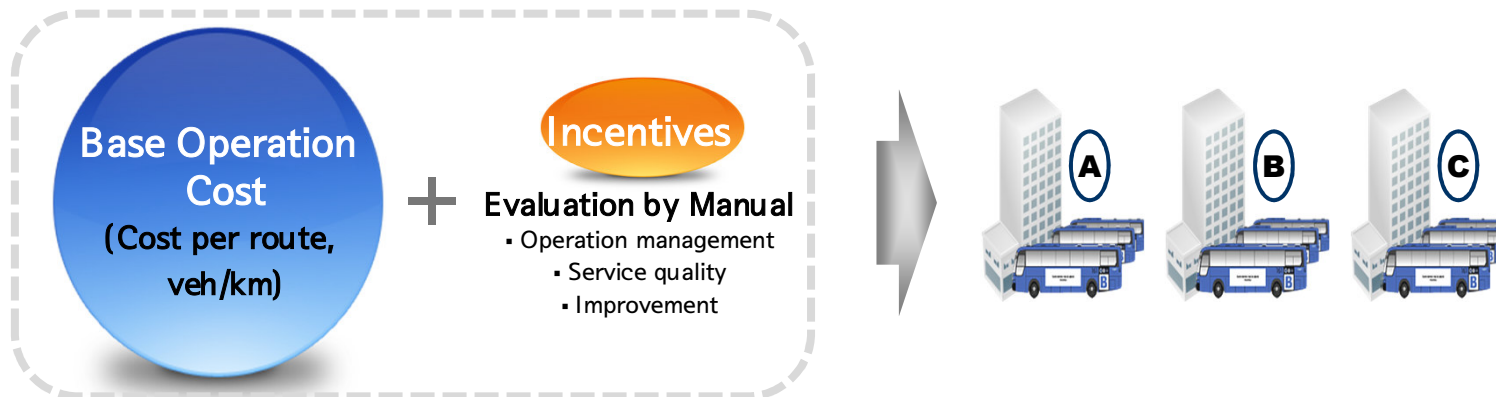 Base Operation
Cost
(Cost per route,
veh/km)
Incentives
Evaluation by Manual
▪ Operation management
▪ Service quality
▪ Improvement
A
B
C
B
B
B